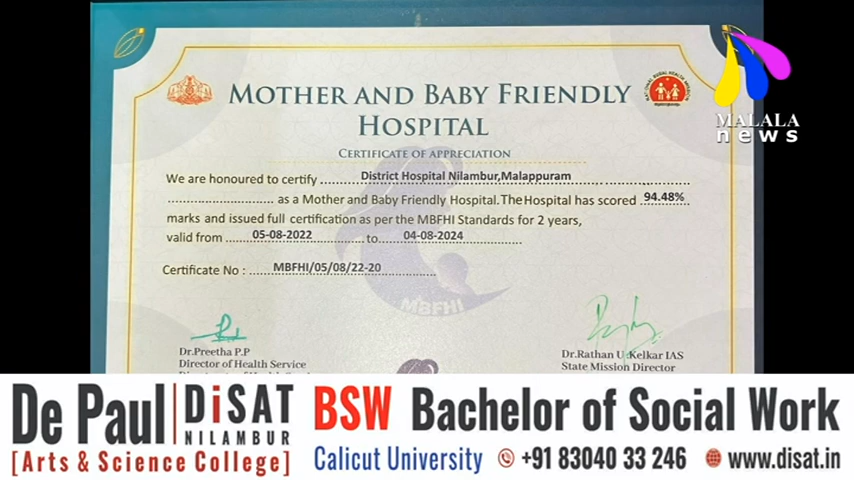 MALALA
news
MOTHER AND BABY FRIENDLY
HOSPITAL
CERTIFICATE OF APPRECIATION
We are honoured to certify .... District Hospital Nilambur,Malappuram
................................ as a Mother and Baby Friendly Hospital.The Hospital has scored 94.48%
marks and issued full certification as per the MBFHI Standards for 2 years,
valid from ... 05-08-2022 ... to ... 04-08-2024 ...
Certificate No : ... MBFHI/05/08/22-20 ...
MBFHI
Dr.Preetha P.P
Director of Health Service
Dr.Rathan U.Kelkar IAS
State Mission Director
De Paul DiSAT
NILAMBUR
[Arts & Science College]
BSW Bachelor of Social Work
Calicut University +91 83040 33 246 www.disat.in